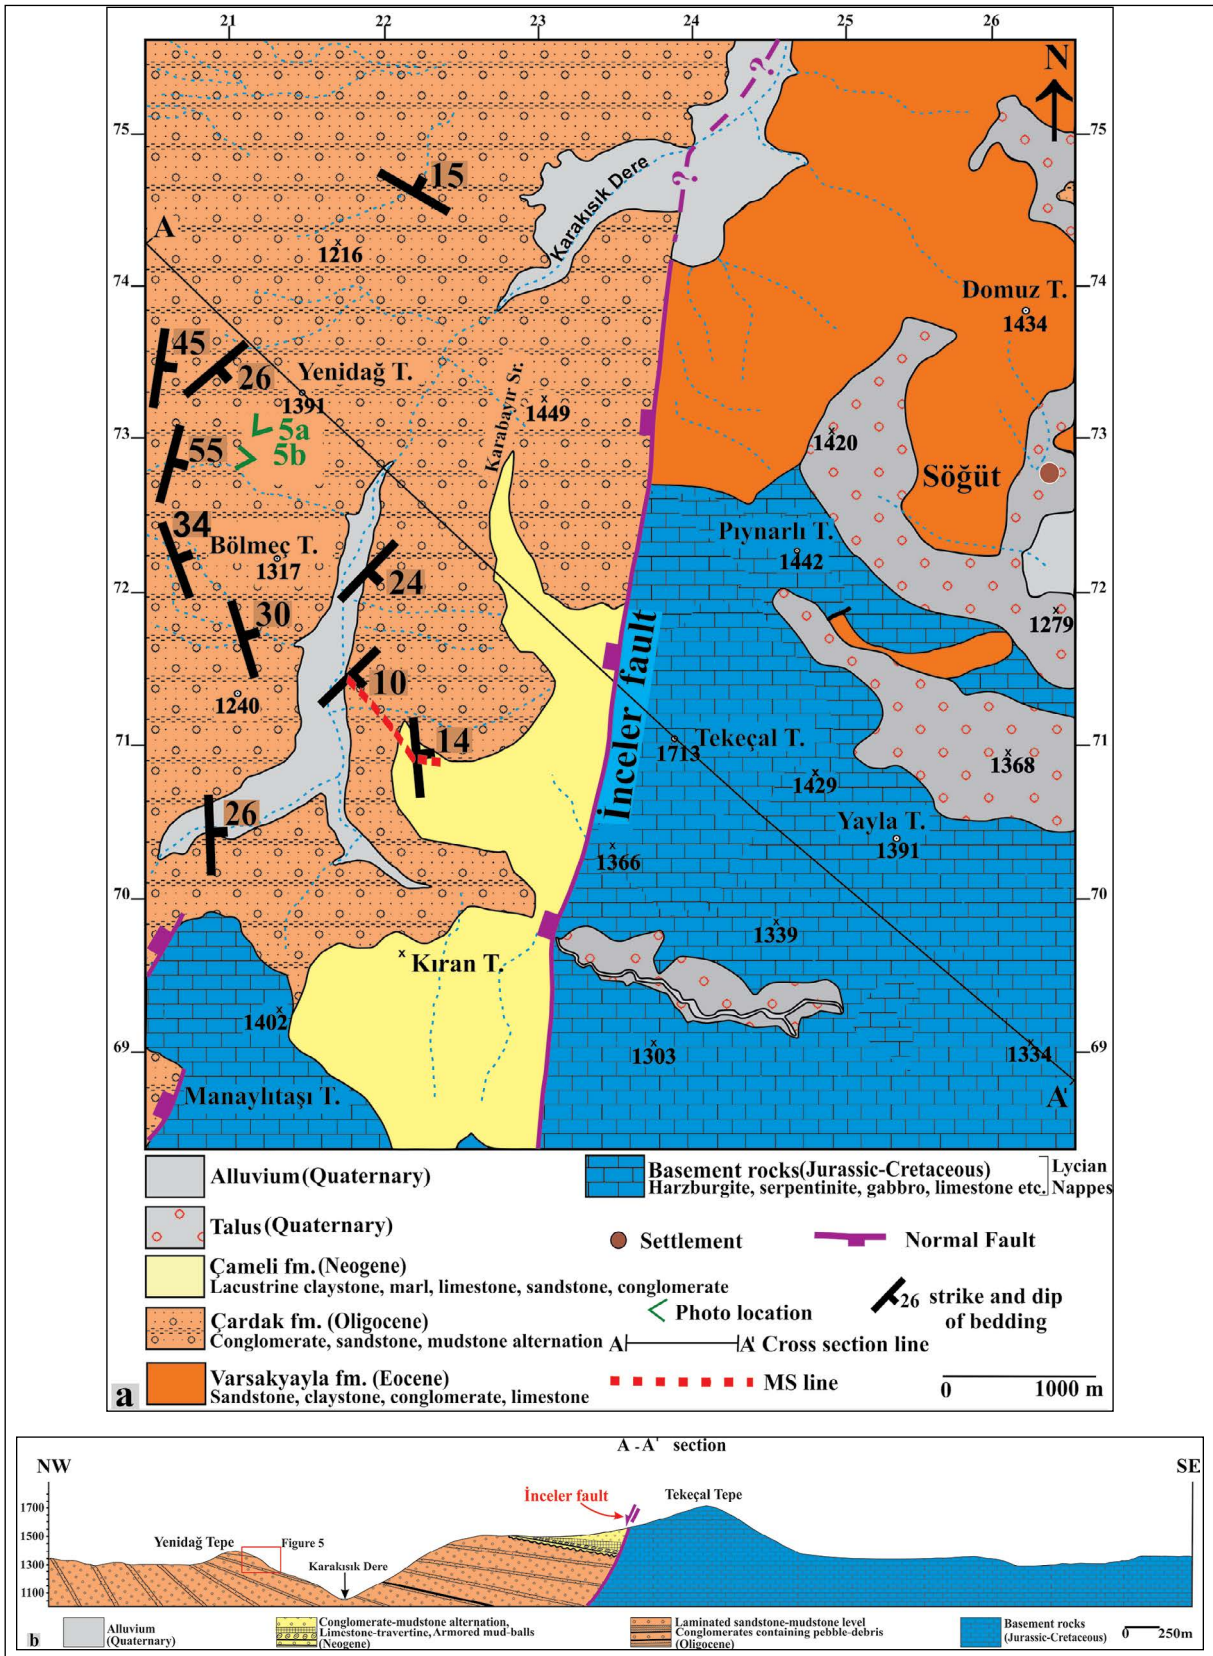 21 22 23 24 25 26
N
75 75
15
Karakısık Dere
?
?
A
1216
74 74
Domuz T.
1434
45
26
Yenidağ T.
1391
Karabayır Sr.
1449
5a
5b
73 73
1420
55
Söğüt
34
Bölmeç T.
1317
Pıynarlı T.
1442
24
72 72
30
1279
İnceler fault
10
1240
14
71 71
Tekeçal T.
1713
1368
1429
26
Yayla T.
1391
1366
70 70
1339
Kıran T.
1402
1303
1334
69 69
Manaylıtaşı T.
A'
Alluvium (Quaternary)
Talus (Quaternary)
Çameli fm. (Neogene)
Lacustrine claystone, marl, limestone, sandstone, conglomerate
Çardak fm. (Oligocene)
Conglomerate, sandstone, mudstone alternation
Varsakyayla fm. (Eocene)
Sandstone, claystone, conglomerate, limestone
Basement rocks(Jurassic-Cretaceous)
Harzburgite, serpentinite, gabbro, limestone etc.
Lycian
Nappes
Settlement
Normal Fault
Photo location
26 strike and dip
of bedding
A A' Cross section line
MS line
0 1000 m
a
A - A' section
NW
SE
İnceler fault
Tekeçal Tepe
1700
1500
1300
1100
Yenidağ Tepe
Figure 5
Karakısık Dere
Alluvium
(Quaternary)
Conglomerate-mudstone alternation,
Limestone-travertine, Armored mud-balls
(Neogene)
Laminated sandstone-mudstone level
Conglomerates containing pebble-debris
(Oligocene)
Basement rocks
(Jurassic-Cretaceous)
0 250m
b